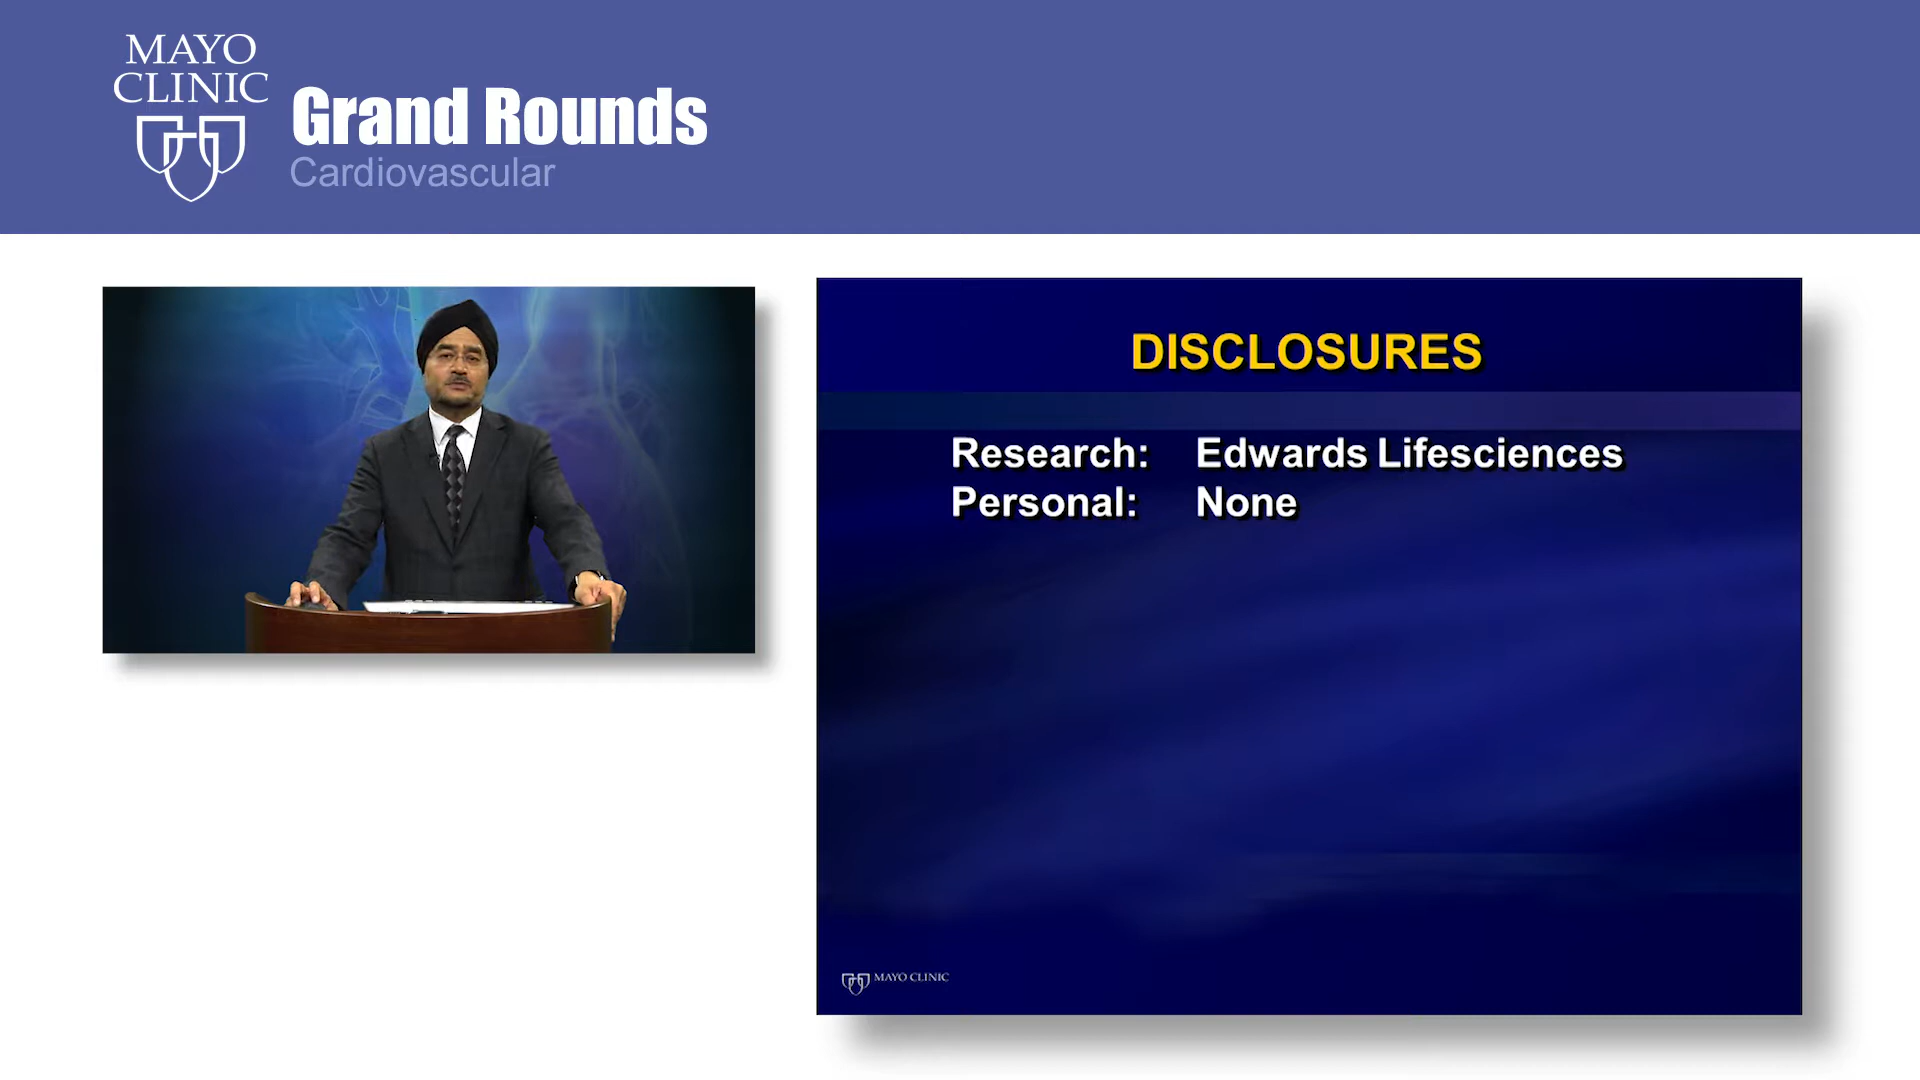 MAYO
CLINIC
Grand Rounds
Cardiovascular
DISCLOSURES
Research: Edwards Lifesciences
Personal: None
MAYO CLINIC